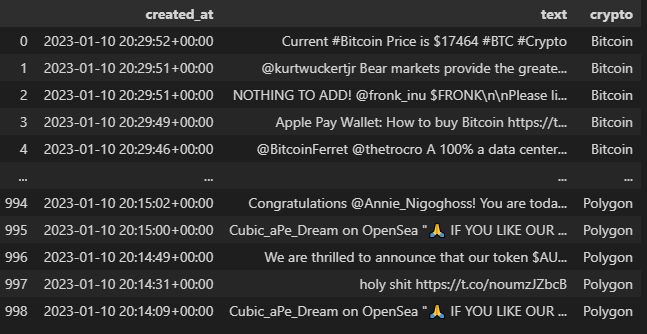 created_at text crypto
0 2023-01-10 20:29:52+00:00 Current #Bitcoin Price is $17464 #BTC #Crypto Bitcoin
1 2023-01-10 20:29:51+00:00 @kurtwuckertjr Bear markets provide the greate... Bitcoin
2 2023-01-10 20:29:51+00:00 NOTHING TO ADD! @fronk_inu $FRONK\n\nPlease li... Bitcoin
3 2023-01-10 20:29:49+00:00 Apple Pay Wallet: How to buy Bitcoin https://t... Bitcoin
4 2023-01-10 20:29:46+00:00 @BitcoinFerret @thetrocro A 100% a data center... Bitcoin
... ... ... ...
994 2023-01-10 20:15:02+00:00 Congratulations @Annie_Nigoghoss! You are toda... Polygon
995 2023-01-10 20:15:00+00:00 Cubic_aPe_Dream on OpenSea "🙏 IF YOU LIKE OUR ... Polygon
996 2023-01-10 20:14:49+00:00 We are thrilled to announce that our token $AU... Polygon
997 2023-01-10 20:14:31+00:00 holy shit https://t.co/noumzJZbcB Polygon
998 2023-01-10 20:14:09+00:00 Cubic_aPe_Dream on OpenSea "🙏 IF YOU LIKE OUR ... Polygon